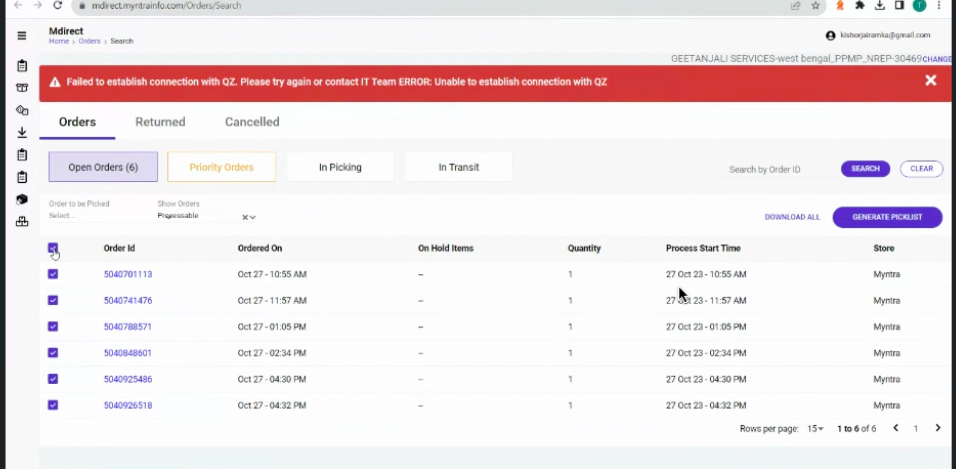 mdirect.myntrainfo.com/Orders/Search
T
Mdirect
Home > Orders > Search
kishorjalramka@gmail.com
GEETANJALI SERVICES-west bengal_PPMP_NREP-30469 CHANGE
Failed to establish connection with QZ. Please try again or contact IT Team ERROR: Unable to establish connection with QZ
Orders Returned Cancelled
Open Orders (6) Priority Orders In Picking In Transit Search by Order ID SEARCH CLEAR
Order to be Picked Show Orders
Select... Processable DOWNLOAD ALL GENERATE PICKLIST
Order Id Ordered On On Hold Items Quantity Process Start Time Store
5040701113 Oct 27 - 10:55 AM -- 1 27 Oct 23 - 10:55 AM Myntra
5040741476 Oct 27 - 11:57 AM -- 1 27 Oct 23 - 11:57 AM Myntra
5040788571 Oct 27 - 01:05 PM -- 1 27 Oct 23 - 01:05 PM Myntra
5040848601 Oct 27 - 02:34 PM -- 1 27 Oct 23 - 02:34 PM Myntra
5040925486 Oct 27 - 04:30 PM -- 1 27 Oct 23 - 04:30 PM Myntra
5040926518 Oct 27 - 04:32 PM -- 1 27 Oct 23 - 04:32 PM Myntra
Rows per page: 15 1 to 6 of 6 < 1 >